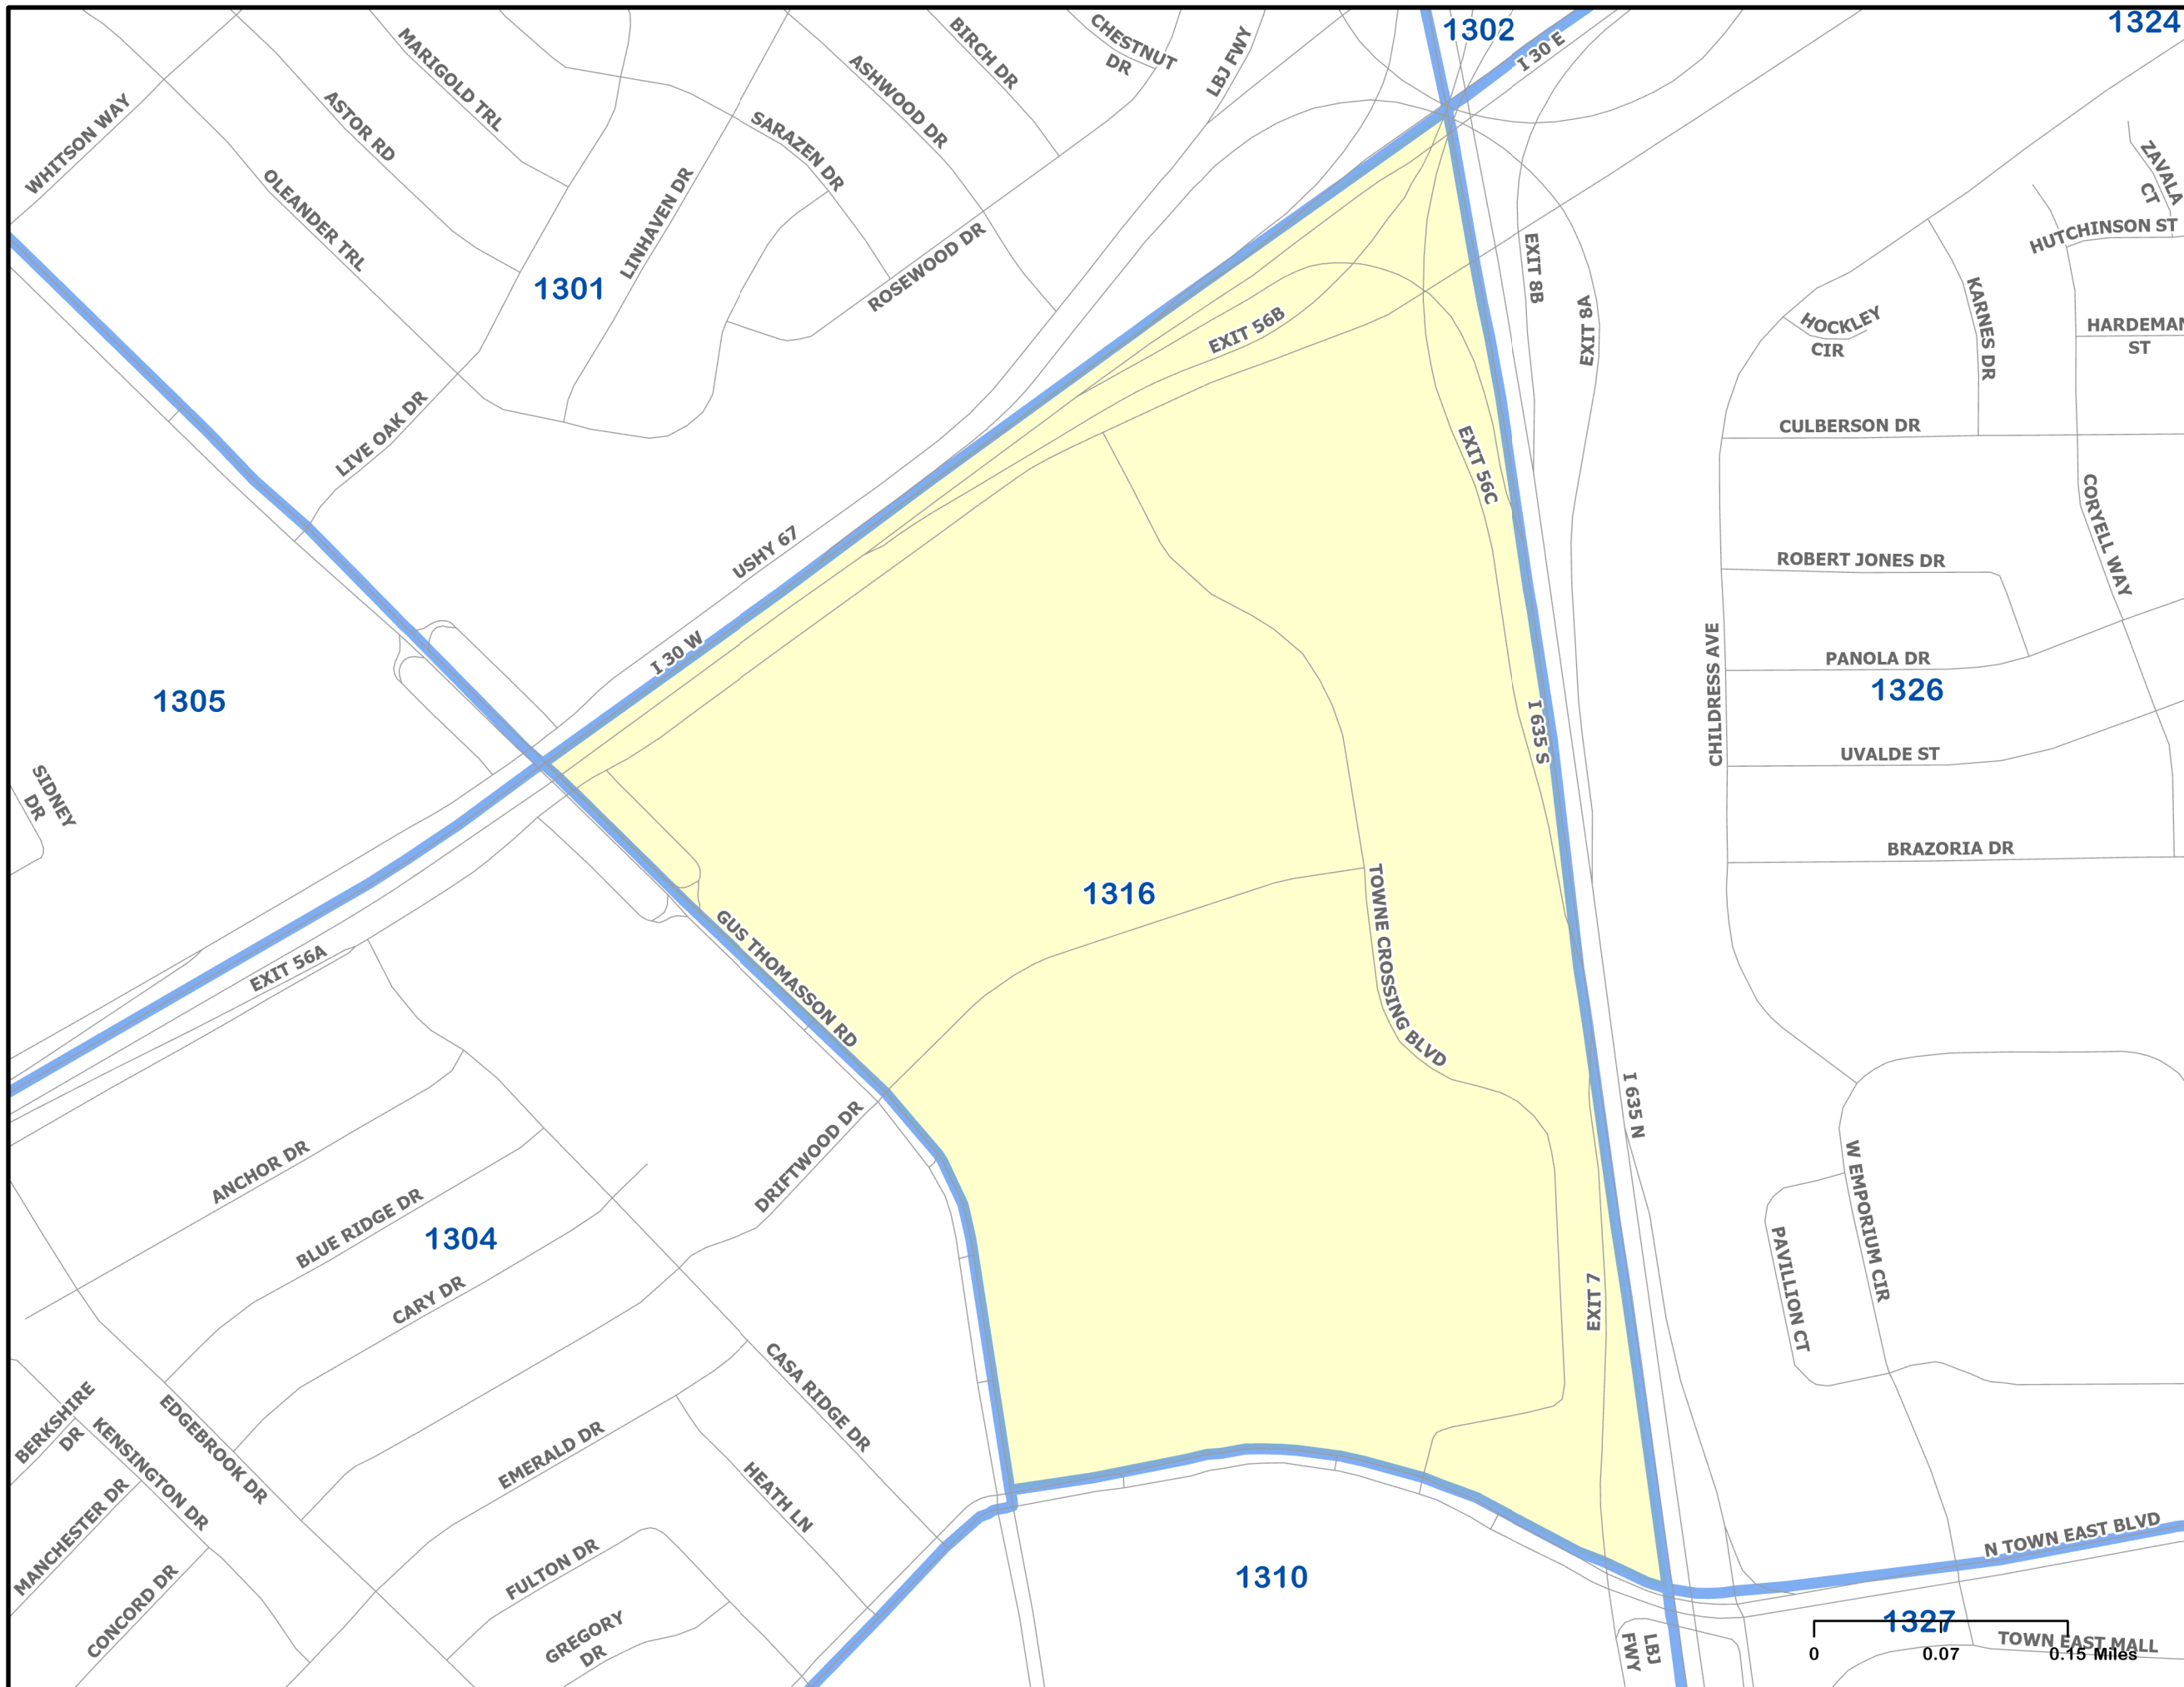 1302
1324
I 30 E
MARIGOLD TRL
BIRCH DR
CHESTNUT
DR
LBJ FWY
ASHWOOD DR
WHITSON WAY
ASTOR RD
SARAZEN DR
OLEANDER TRL
LINHAVEN DR
ROSEWOOD DR
1301
ZAVALA
CT
HUTCHINSON ST
EXIT 8B
EXIT 8A
EXIT 56B
KARNES DR
HOCKLEY
CIR
HARDEMAN
ST
LIVE OAK DR
CULBERSON DR
EXIT 56C
CORYELL WAY
USHY 67
ROBERT JONES DR
I 30 W
CHILDRESS AVE
PANOLA DR
1326
1305
I 635 S
UVALDE ST
SIDNEY
DR
BRAZORIA DR
1316
TOWNE CROSSING BLVD
GUS THOMASSON RD
EXIT 56A
I 635 N
ANCHOR DR
DRIFTWOOD DR
BLUE RIDGE DR
1304
CARY DR
W EMPORIUM CIR
PAVILLION CT
EXIT 7
CASA RIDGE DR
BERKSHIRE
DR
KENSINGTON DR
EDGEBROOK DR
EMERALD DR
HEATH LN
MANCHESTER DR
N TOWN EAST BLVD
FULTON DR
1310
CONCORD DR
GREGORY
DR
LBJ
FWY
1327
TOWN EAST MALL
0
0.07
0.15 Miles